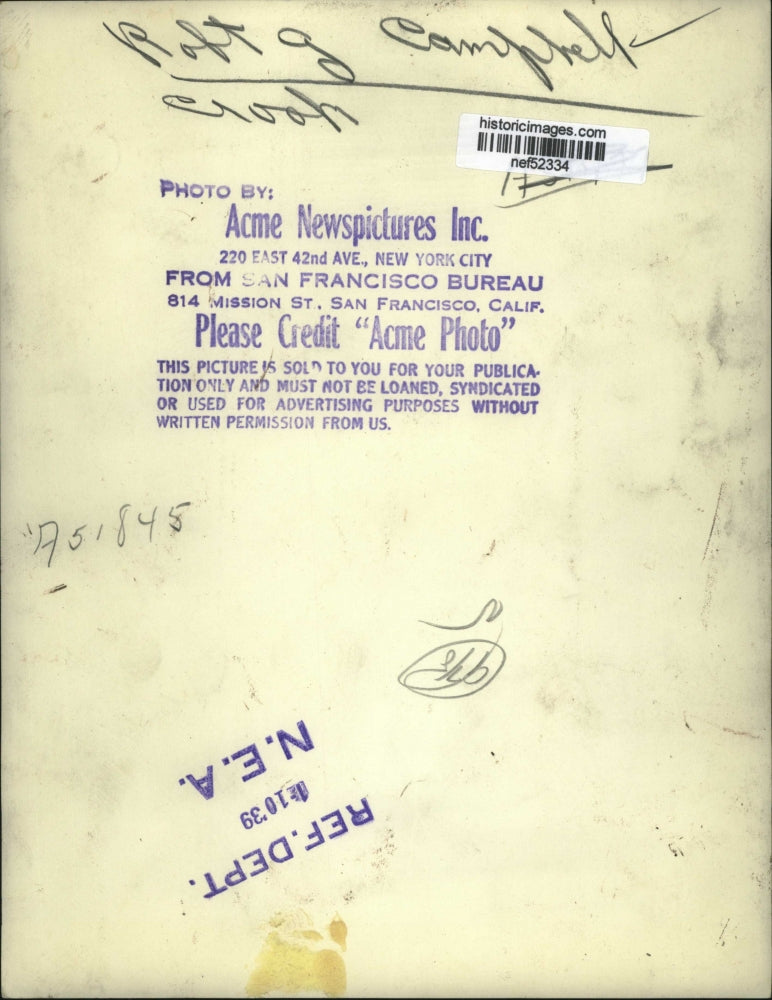 Robt G Campbell
Crook
historicimages.com
nef52334
PHOTO BY:
Acme Newspictures Inc.
220 EAST 42nd AVE., NEW YORK CITY
FROM SAN FRANCISCO BUREAU
814 MISSION ST., SAN FRANCISCO, CALIF.
Please Credit "Acme Photo"
THIS PICTURE IS SOLD TO YOU FOR YOUR PUBLICA-
TION ONLY AND MUST NOT BE LOANED, SYNDICATED
OR USED FOR ADVERTISING PURPOSES WITHOUT
WRITTEN PERMISSION FROM US.
A51845
REF. DEPT.
10'39
N.E.A.